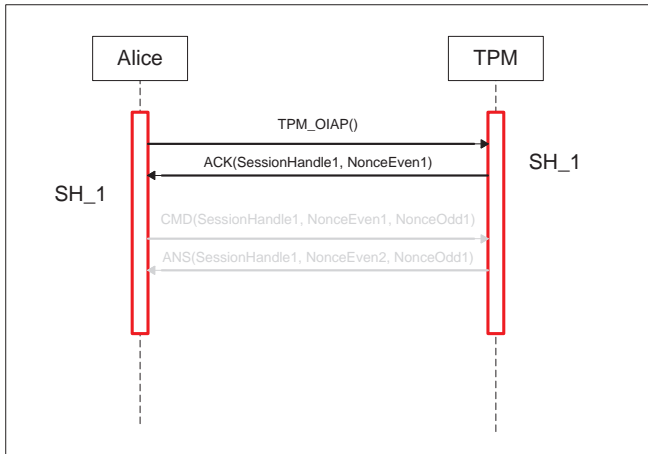 Alice
TPM
TPM_OIAP()
ACK(SessionHandle1, NonceEven1)
SH_1
SH_1
CMD(SessionHandle1, NonceEven1, NonceOdd1)
ANS(SessionHandle1, NonceEven2, NonceOdd1)